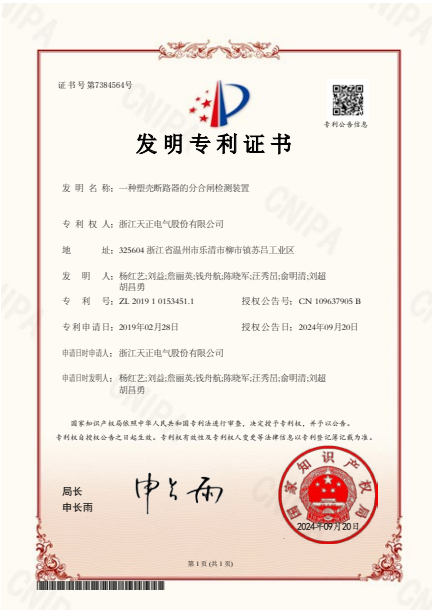 证书号第7384564号
专利公告信息
发明专利证书
发明名称：一种塑壳断路器的分合闸检测装置
专利权人：浙江天正电气股份有限公司
地址：325604 浙江省温州市乐清市柳市镇苏吕工业区
发明人：杨红艺;刘益;詹丽英;钱舟航;陈晓军;汪秀吕;俞明清;刘超
胡昌勇
专利号：ZL 2019 1 0153451.1 授权公告号：CN 109637905 B
专利申请日：2019年02月28日 授权公告日：2024年09月20日
申请日时申请人：浙江天正电气股份有限公司
申请日时发明人：杨红艺;刘益;詹丽英;钱舟航;陈晓军;汪秀吕;俞明清;刘超
胡昌勇
国家知识产权局依照中华人民共和国专利法进行审查，决定授予专利权，并予以公告。
专利权自授权公告之日起生效。专利权有效性及专利权人变更等法律信息以专利登记簿记载为准。
局长
申长雨
申长雨
国家知识产权局
2024年09月20日
第 1 页 (共 1 页)
CNIPA